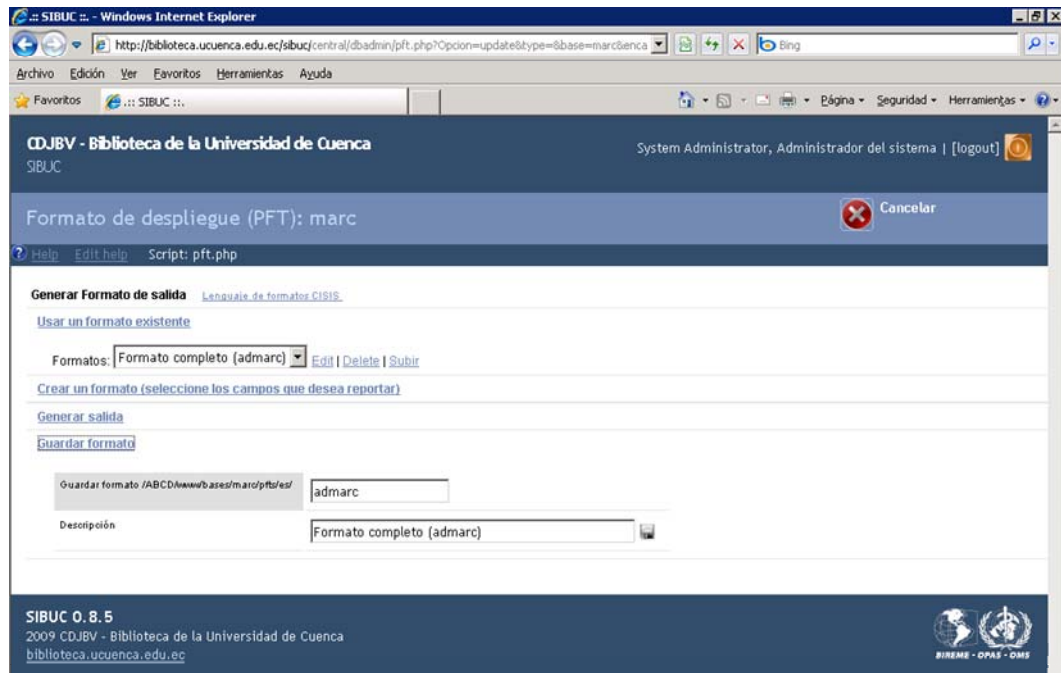 .:: SIBUC ::. - Windows Internet Explorer
http://biblioteca.ucuenca.edu.ec/sibuc/central/dbadmin/pft.php?Opcion=update&type=&base=marc&enca
Bing
Archivo Edición Ver Favoritos Herramientas Ayuda
Favoritos .:: SIBUC ::. Página Seguridad Herramientas
CDJBV - Biblioteca de la Universidad de Cuenca
SIBUC
System Administrator, Administrador del sistema | [logout]
Formato de despliegue (PFT): marc
Cancelar
Help Edit help Script: pft.php
Generar Formato de salida Lenguaje de formatos CISIS
Usar un formato existente
Formatos: Formato completo (admarc) Edit | Delete | Subir
Crear un formato (seleccione los campos que desea reportar)
Generar salida
Guardar formato
Guardar formato /ABCD/www/bases/marc/pfts/es/ admarc
Descripción Formato completo (admarc)
SIBUC 0.8.5
2009 CDJBV - Biblioteca de la Universidad de Cuenca
biblioteca.ucuenca.edu.ec
BIREME - OPAS - OMS